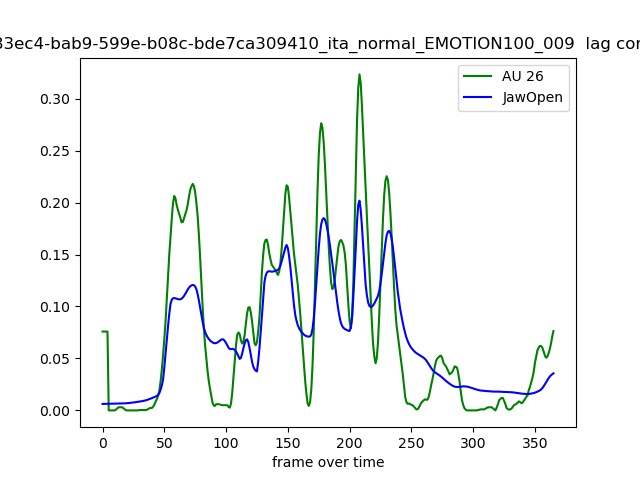 33ec4-bab9-599e-b08c-bde7ca309410_ita_normal_EMOTION100_009 lag cor
AU 26
JawOpen
0.30
0.25
0.20
0.15
0.10
0.05
0.00
0 50 100 150 200 250 300 350
frame over time